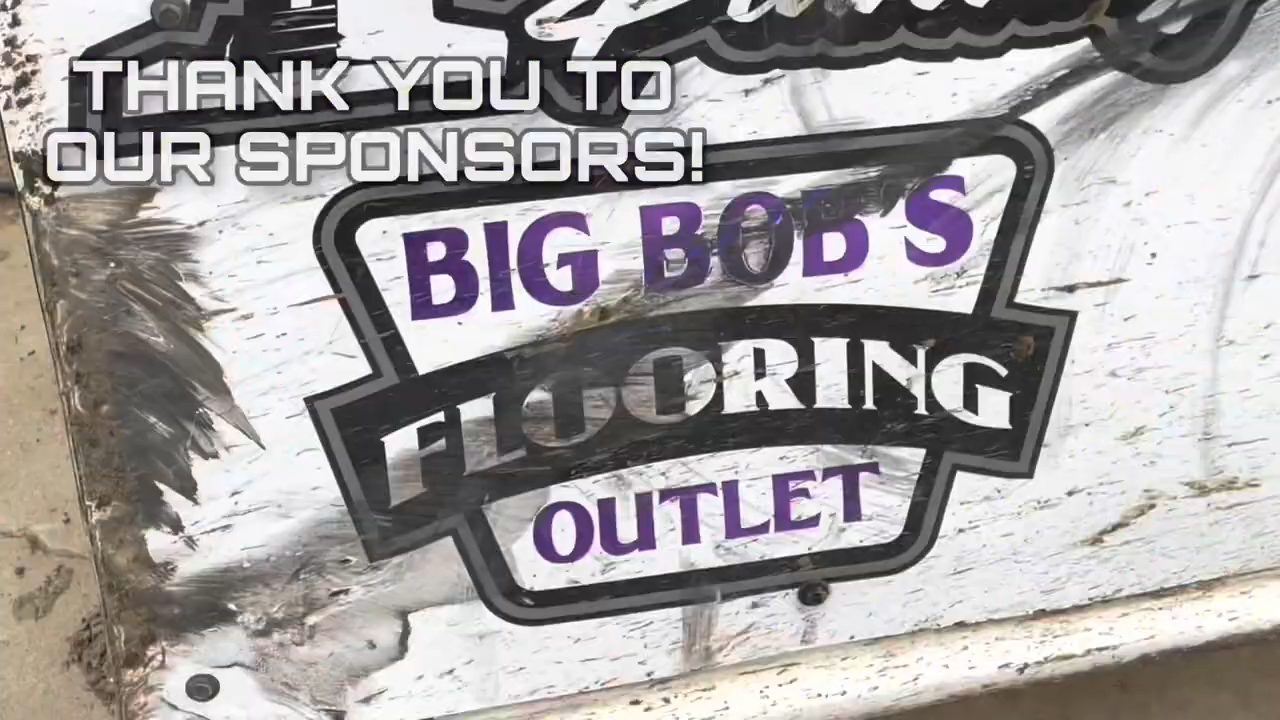 THANK YOU TO
OUR SPONSORS!
BIG BOB'S
FLOORING
OUTLET